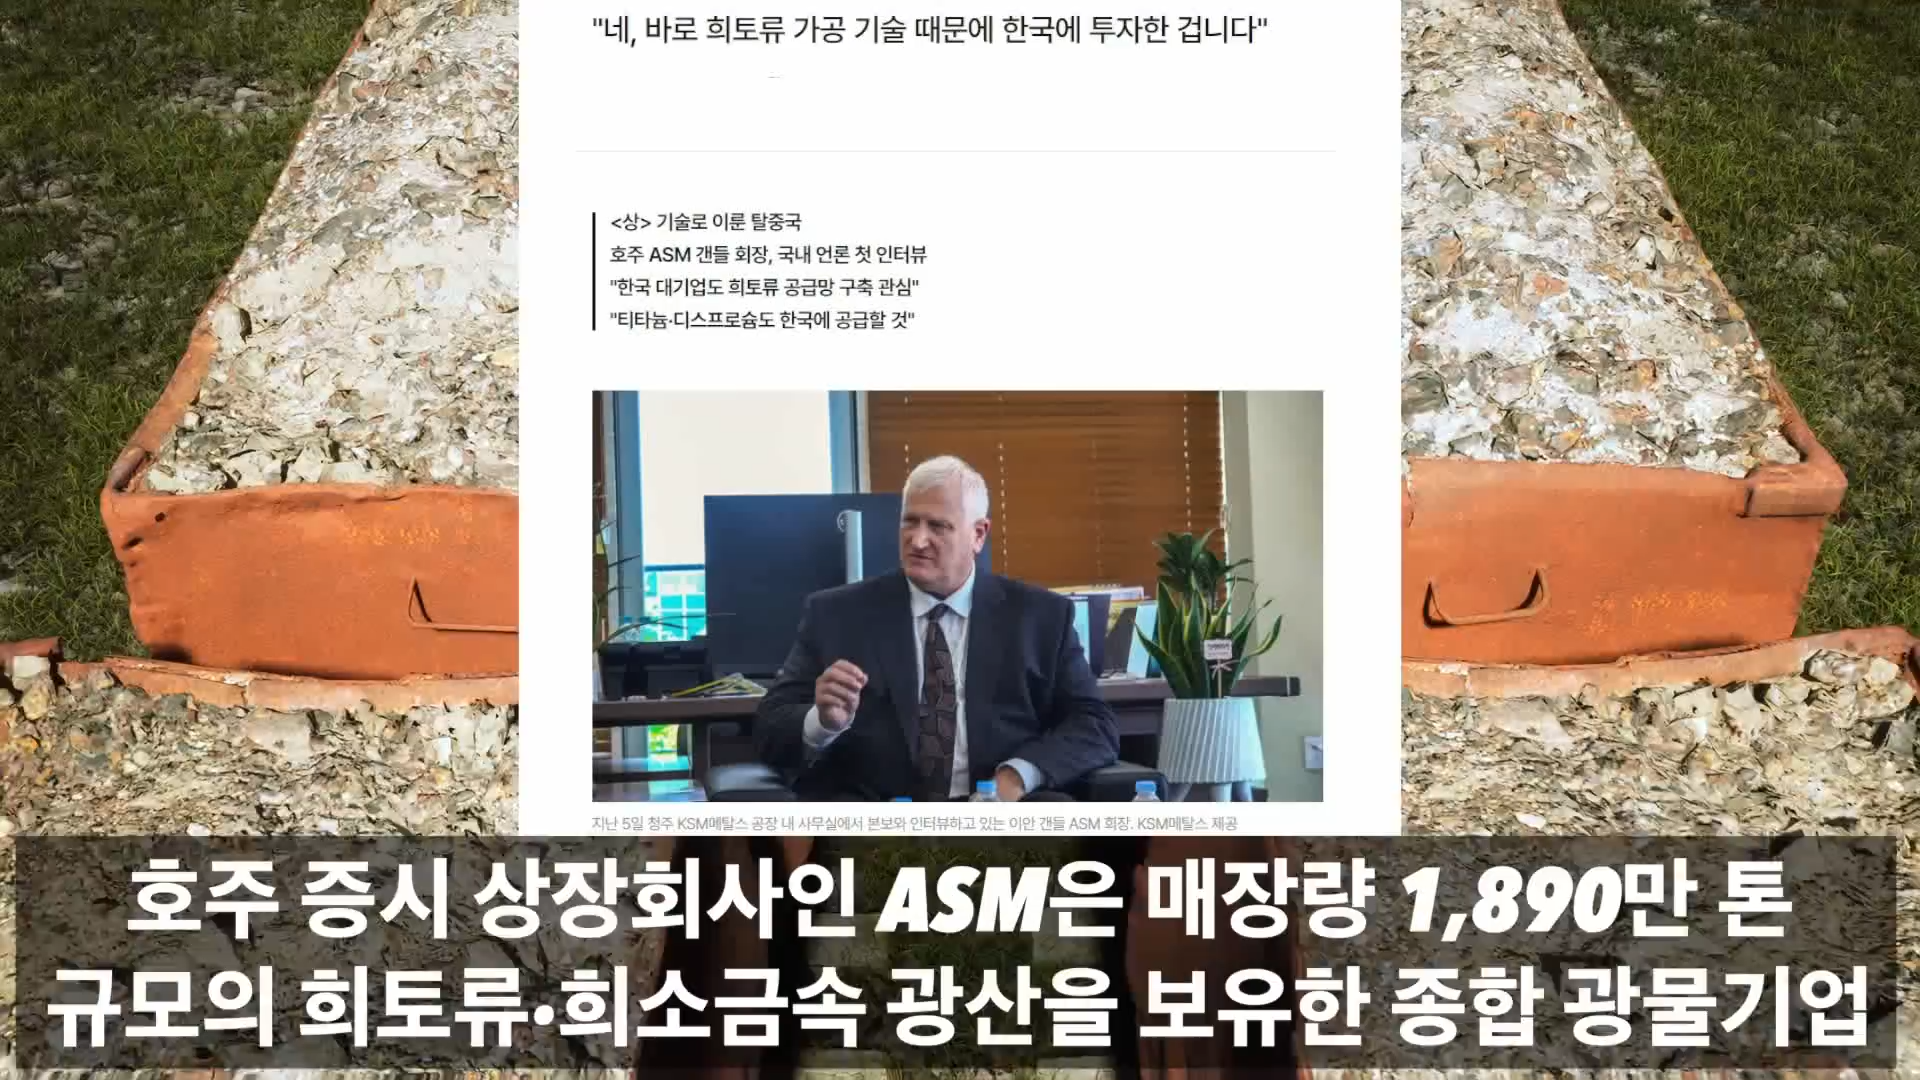 "네, 바로 희토류 가공 기술 때문에 한국에 투자한 겁니다"
<상> 기술로 이룬 탈중국
호주 ASM 갠들 회장, 국내 언론 첫 인터뷰
"한국 대기업도 희토류 공급망 구축 관심"
"티타늄·디스프로슘도 한국에 공급할 것"
지난 5일 청주 KSM메탈스 공장 내 사무실에서 본보와 인터뷰하고 있는 이안 갠들 ASM 회장. KSM메탈스 제공
호주 증시 상장회사인 ASM은 매장량 1,890만 톤
규모의 희토류·희소금속 광산을 보유한 종합 광물기업